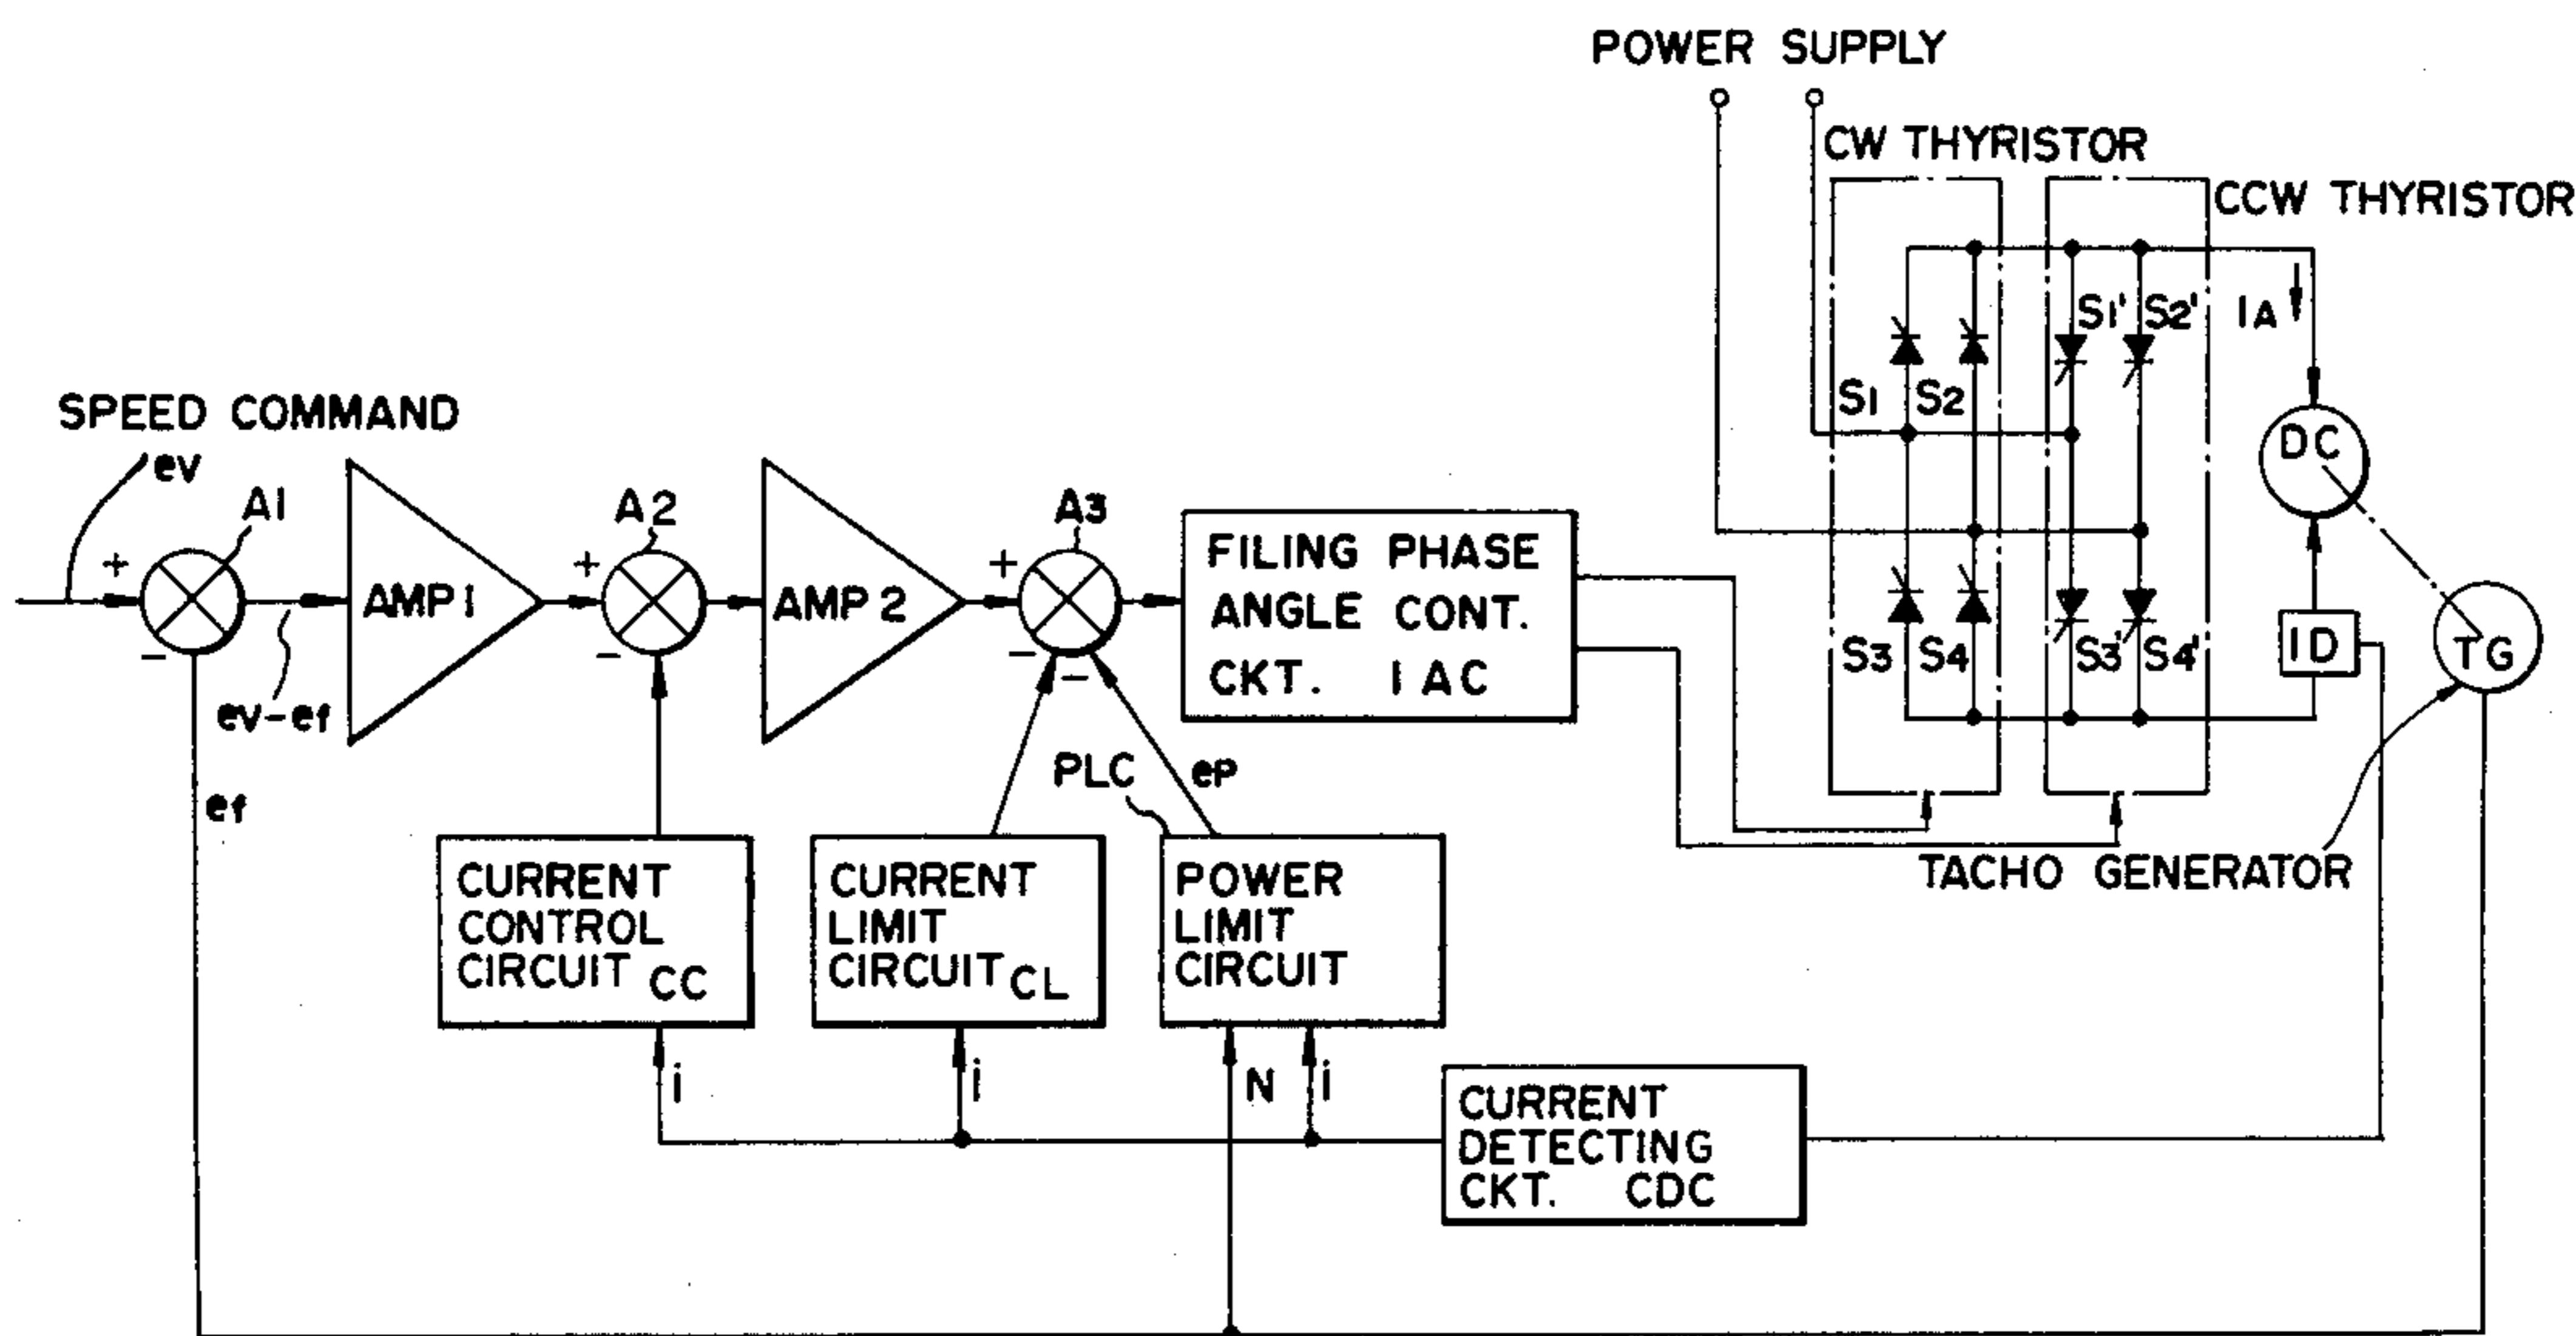 POWER SUPPLY
CW THYRISTOR
CCW THYRISTOR
S1' S2'
IA
S1 S2
DC
SPEED COMMAND
ev
A1
A2
A3
+
-
ev-ef
ef
AMP 1
+
-
AMP 2
+
-
-
FILING PHASE
ANGLE CONT.
CKT. IAC
S3 S4
S3' S4'
ID
TG
PLC
eP
TACHO GENERATOR
CURRENT
CONTROL
CIRCUIT CC
CURRENT
LIMIT
CIRCUIT CL
POWER
LIMIT
CIRCUIT
i
i
N
i
CURRENT
DETECTING
CKT. CDC